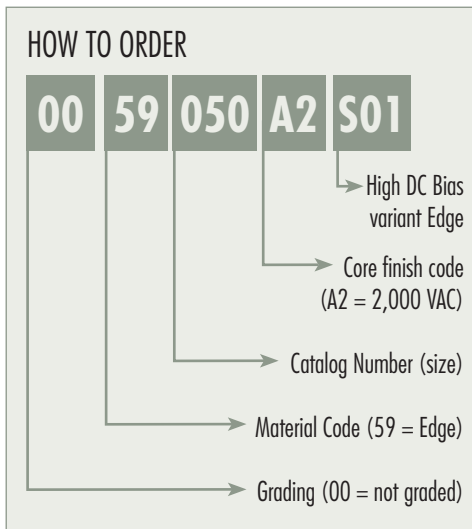 HOW TO ORDER
00 59 050 A2 S01
High DC Bias
variant Edge
Core finish code
(A2 = 2,000 VAC)
Catalog Number (size)
Material Code (59 = Edge)
Grading (00 = not graded)